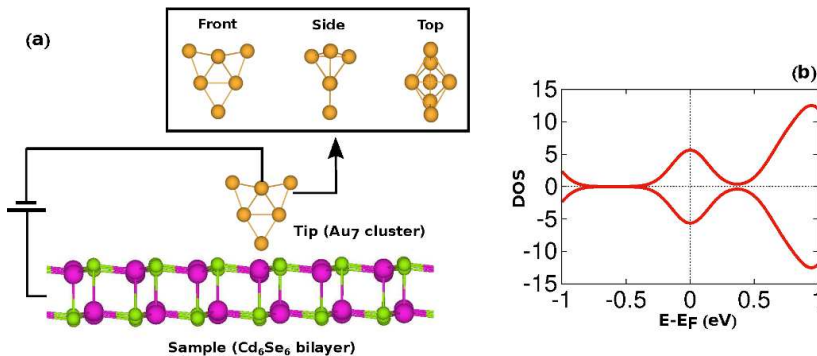 (a)
Front Side Top
Tip (Au7 cluster)
Sample (Cd6Se6 bilayer)
(b)
15
10
5
0
-5
-10
-15
DOS
-1 -0.5 0 0.5 1
E-EF (eV)